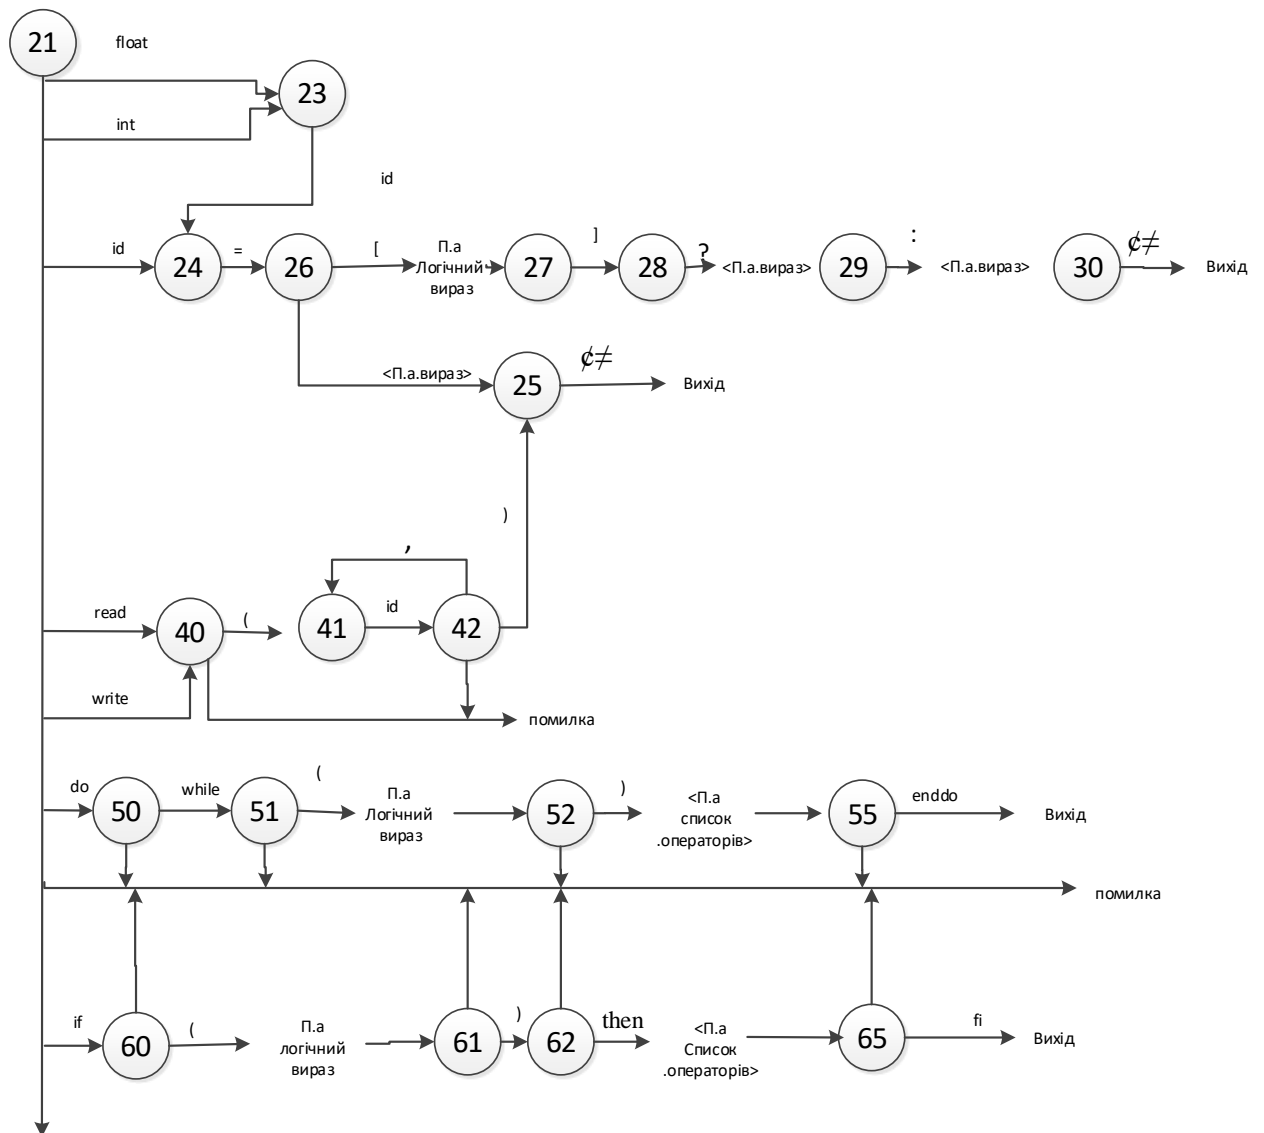 21
float
23
int
id
id
24
=
26
[
П.а
Логічний
вираз
27
]
28
?
<П.а.вираз>
29
:
<П.а.вираз>
30
¢≠
Вихід
<П.а.вираз>
25
¢≠
Вихід
)
,
read
40
(
41
id
42
write
помилка
do
50
while
51
(
П.а
Логічний
вираз
52
)
<П.а
список
.операторів>
55
enddo
Вихід
помилка
if
60
(
П.а
логічний
вираз
61
)
62
then
<П.а
Список
.операторів>
65
fi
Вихід